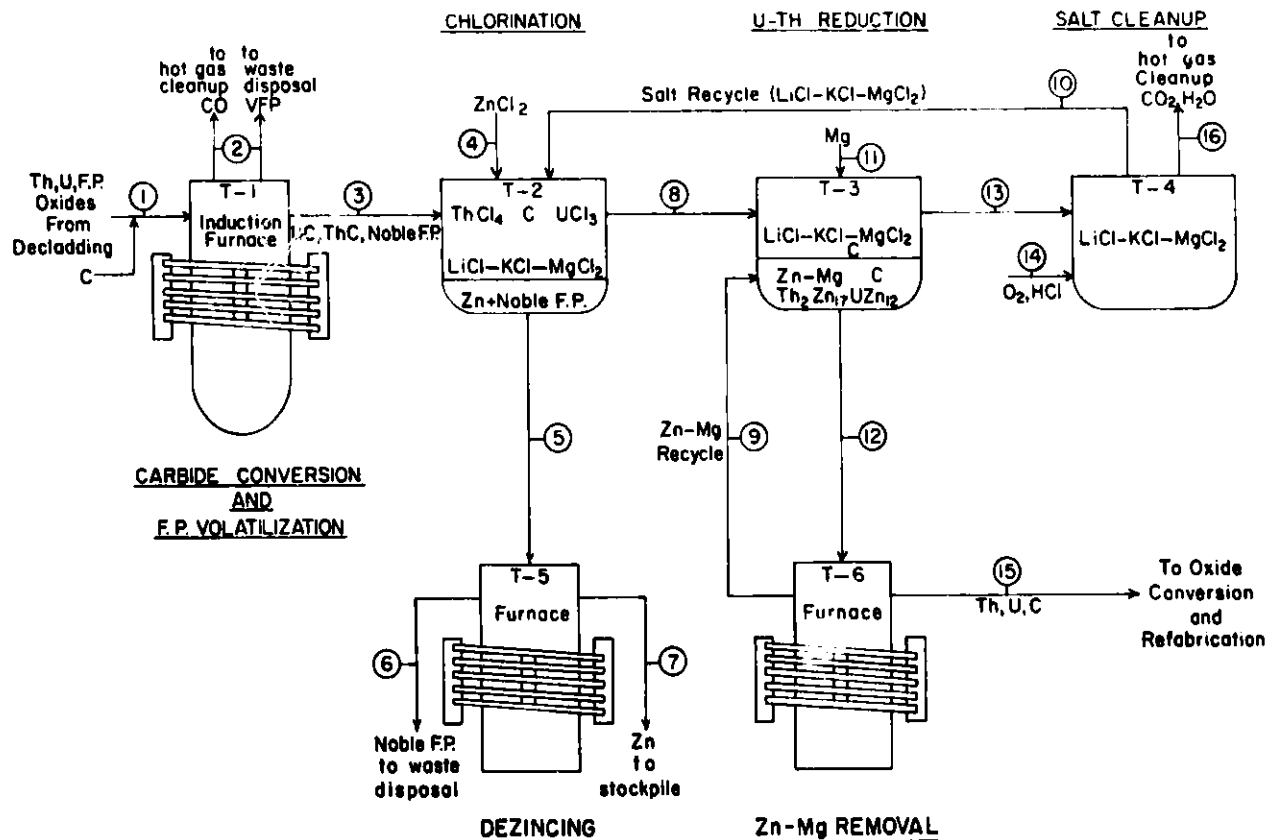 CHLORINATION
U-TH REDUCTION
SALT CLEANUP
to to
hot gas waste
cleanup disposal
CO VFP
to
hot gas
Cleanup
CO2,H2O
ZnCl2
Salt Recycle (LiCl-KCl-MgCl2)
10
4
Mg
11
16
2
Th,U,F.P.
Oxides
From
Decladding
C
1
T-1
Induction
Furnace
3
UC, ThC, Noble F.P.
T-2
ThCl4 C UCl3
LiCl-KCl-MgCl2
Zn+Noble F.P.
8
T-3
LiCl-KCl-MgCl2
C
Zn-Mg C
Th2Zn17UZn12
13
T-4
LiCl-KCl-MgCl2
14
O2,HCl
CARBIDE CONVERSION
AND
F.P. VOLATILIZATION
5
Zn-Mg
Recycle
9
12
T-5
Furnace
6
7
Noble F.P.
to waste
disposal
Zn
to
stockpile
T-6
Furnace
15
Th,U,C
To Oxide
Conversion
and
Refabrication
DEZINCING
Zn-Mg REMOVAL